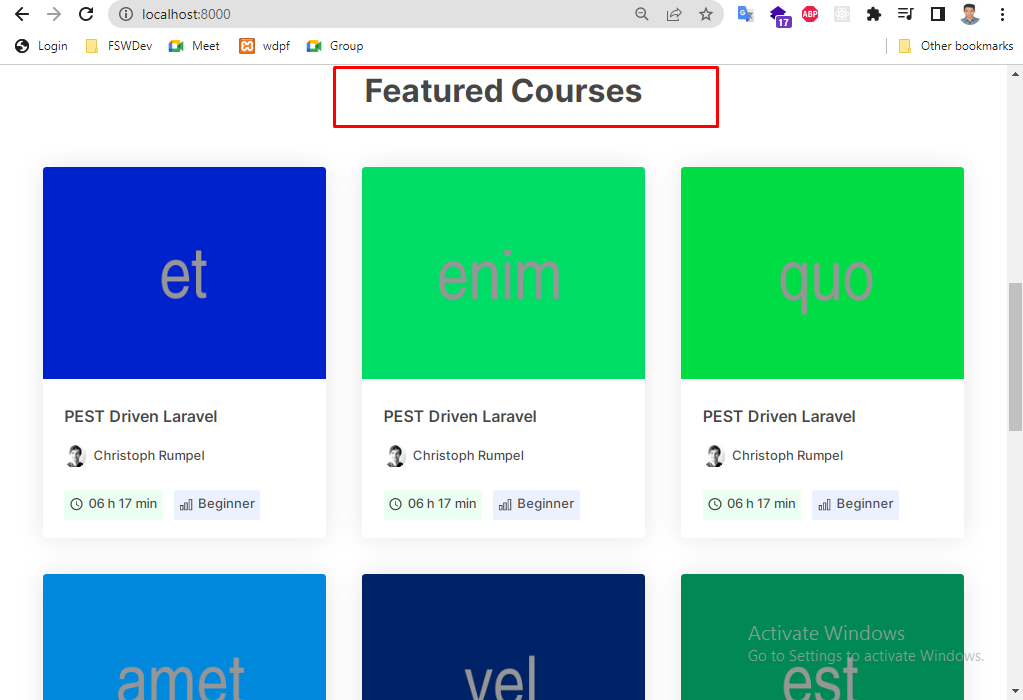 localhost:8000
17
ABP
Login
FSWDev
Meet
wdpf
Group
Other bookmarks
Featured Courses
et
enim
quo
PEST Driven Laravel
Christoph Rumpel
06 h 17 min
Beginner
PEST Driven Laravel
Christoph Rumpel
06 h 17 min
Beginner
PEST Driven Laravel
Christoph Rumpel
06 h 17 min
Beginner
amet
vel
est
Activate Windows
Go to Settings to activate Windows.